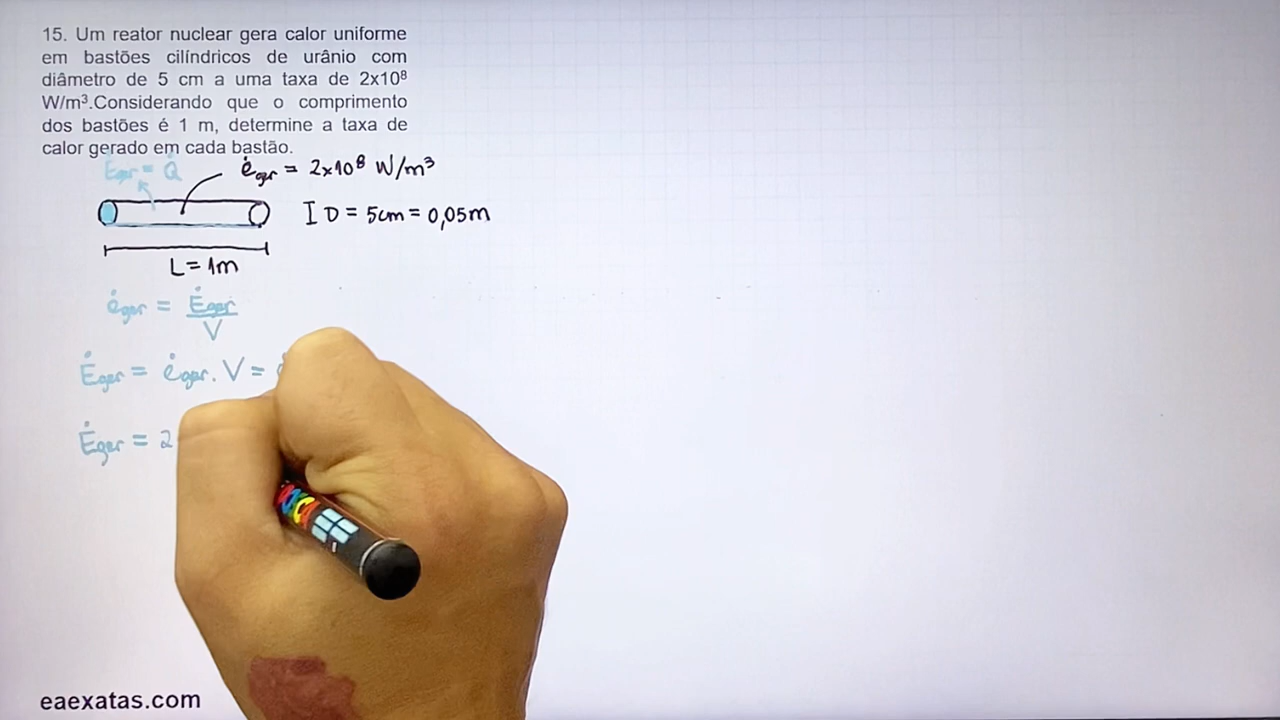 15. Um reator nuclear gera calor uniforme
em bastões cilíndricos de urânio com
diâmetro de 5 cm a uma taxa de 2x10⁸
W/m³.Considerando que o comprimento
dos bastões é 1 m, determine a taxa de
calor gerado em cada bastão.
Ėger = Q̇
ėger = 2x10⁸ W/m³
D = 5cm = 0,05m
L = 1m
ėger = Ėger
V
Ėger = ėger. V =
Ėger = 2
eaexatas.com